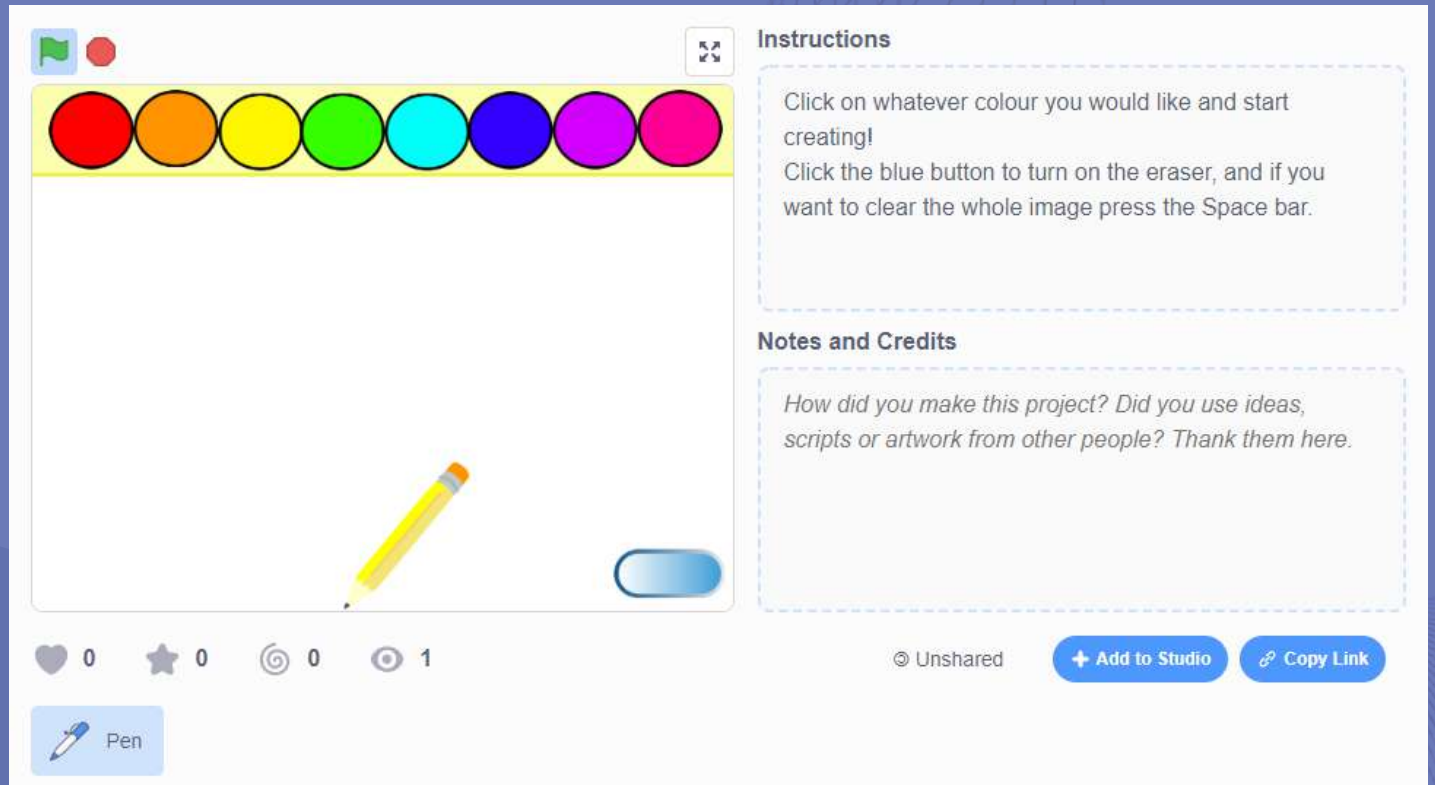 Instructions
Click on whatever colour you would like and start
creating!
Click the blue button to turn on the eraser, and if you
want to clear the whole image press the Space bar.
Notes and Credits
How did you make this project? Did you use ideas,
scripts or artwork from other people? Thank them here.
0
0
0
1
Unshared
Add to Studio
Copy Link
Pen